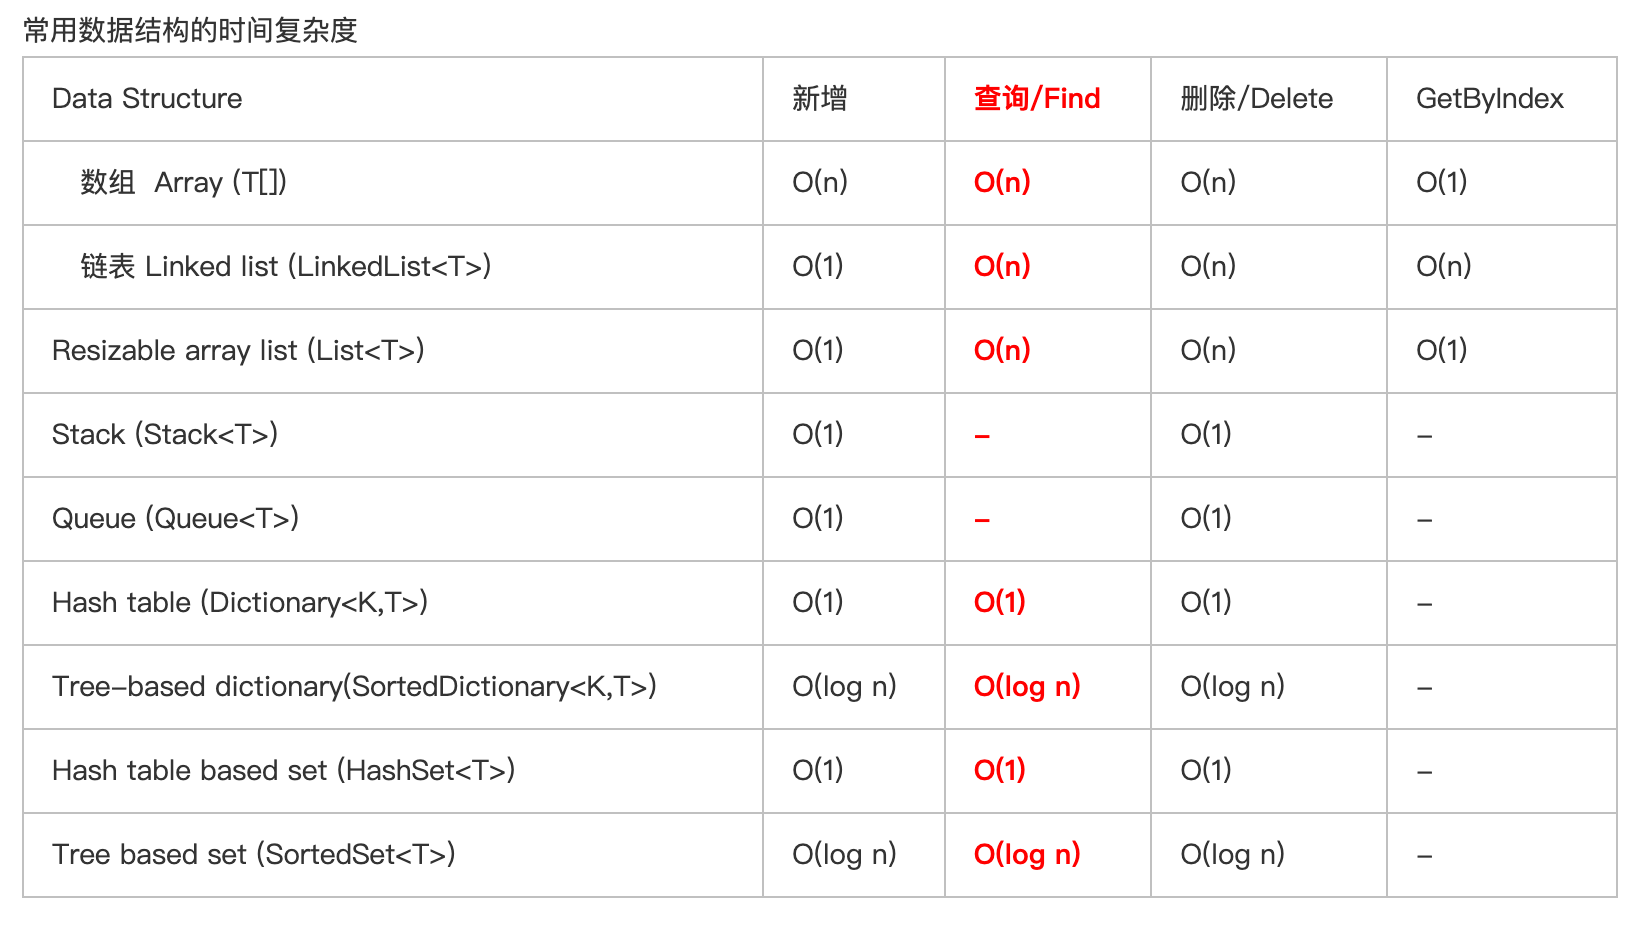 常用数据结构的时间复杂度
Data Structure 新增 查询/Find 删除/Delete GetByIndex
数组 Array (T[]) O(n) O(n) O(n) O(1)
链表 Linked list (LinkedList<T>) O(1) O(n) O(n) O(n)
Resizable array list (List<T>) O(1) O(n) O(n) O(1)
Stack (Stack<T>) O(1) – O(1) –
Queue (Queue<T>) O(1) – O(1) –
Hash table (Dictionary<K,T>) O(1) O(1) O(1) –
Tree–based dictionary(SortedDictionary<K,T>) O(log n) O(log n) O(log n) –
Hash table based set (HashSet<T>) O(1) O(1) O(1) –
Tree based set (SortedSet<T>) O(log n) O(log n) O(log n) –